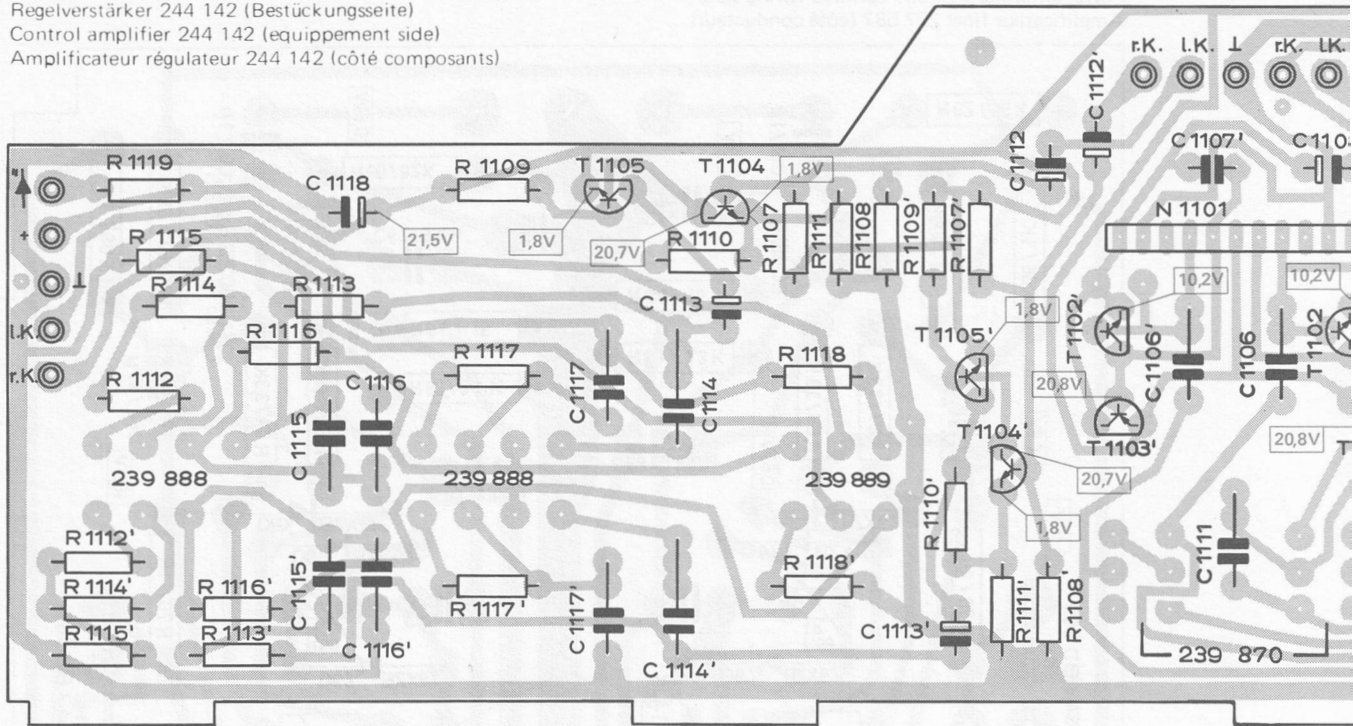 Regelverstärker 244 142 (Bestückungsseite)
Control amplifier 244 142 (equippement side)
Amplificateur régulateur 244 142 (côté composants)
r.K. l.K. ⊥ r.K. l.K.
C 1112'
C 1112
C 1107'
C 1103
R 1119
C 1118
R 1109
T 1105
T 1104
1,8V
R 1107
R 1111
R 1108
R 1109'
R 1107'
N 1101
+
21,5V
1,8V
20,7V
R 1110
R 1115
⊥
R 1114
R 1113
C 1113
10,2V
10,2V
1,8V
T 1102'
T 1102
l.K.
R 1116
R 1117
C 1117
C 1114
R 1118
T 1105'
C 1106'
C 1106
r.K.
R 1112
C 1116
C 1115
20,8V
T 1103'
T 1104'
20,8V
T
239 888
239 888
239 889
20,7V
R 1110'
1,8V
C 1111
R 1112'
R 1114'
R 1116'
C 1115'
R 1117'
C 1117'
R 1118'
R 1111'
R 1108'
R 1115'
R 1113'
C 1116'
C 1114'
C 1113'
239 870